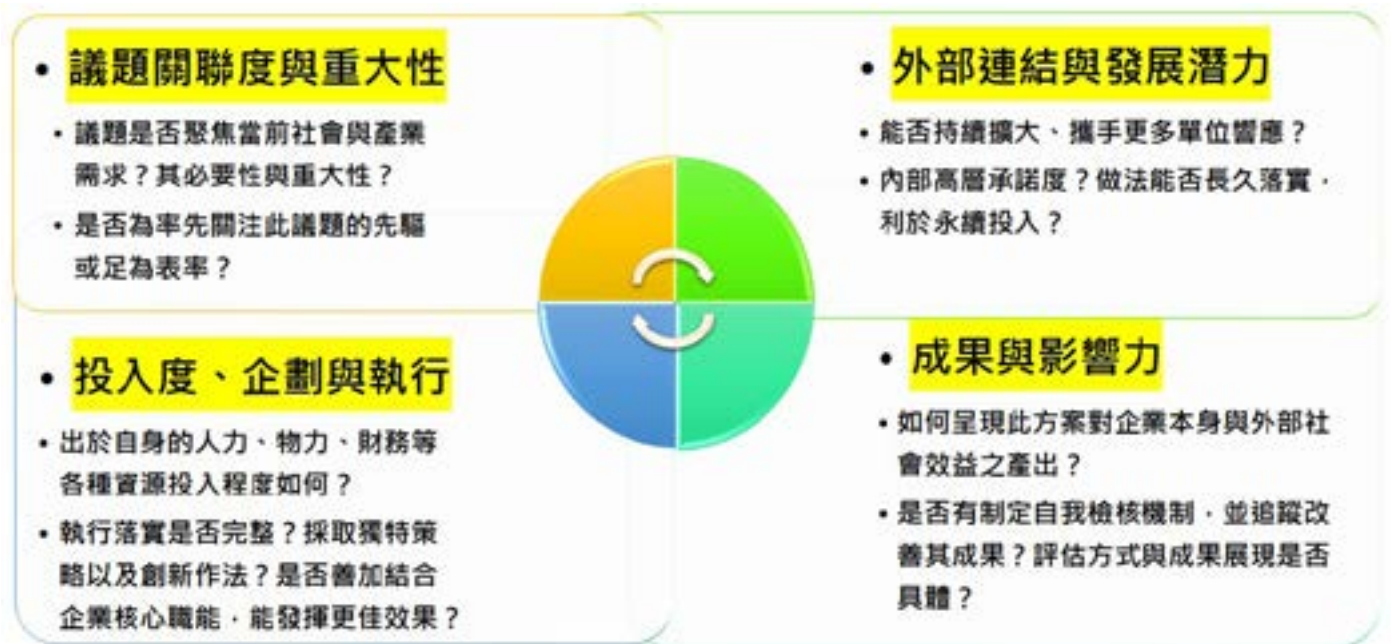 • 議題關聯度與重大性
• 議題是否聚焦當前社會與產業
需求？其必要性與重大性？
• 是否為率先關注此議題的先驅
或足為表率？
• 外部連結與發展潛力
• 能否持續擴大、攜手更多單位響應？
• 內部高層承諾度？做法能否長久落實，
利於永續投入？
• 投入度、企劃與執行
• 出於自身的人力、物力、財務等
各種資源投入程度如何？
• 執行落實是否完整？採取獨特策
略以及創新作法？是否善加結合
企業核心職能，能發揮更佳效果？
• 成果與影響力
• 如何呈現此方案對企業本身與外部社
會效益之產出？
• 是否有制定自我檢核機制，並追蹤改
善其成果？評估方式與成果展現是否
具體？